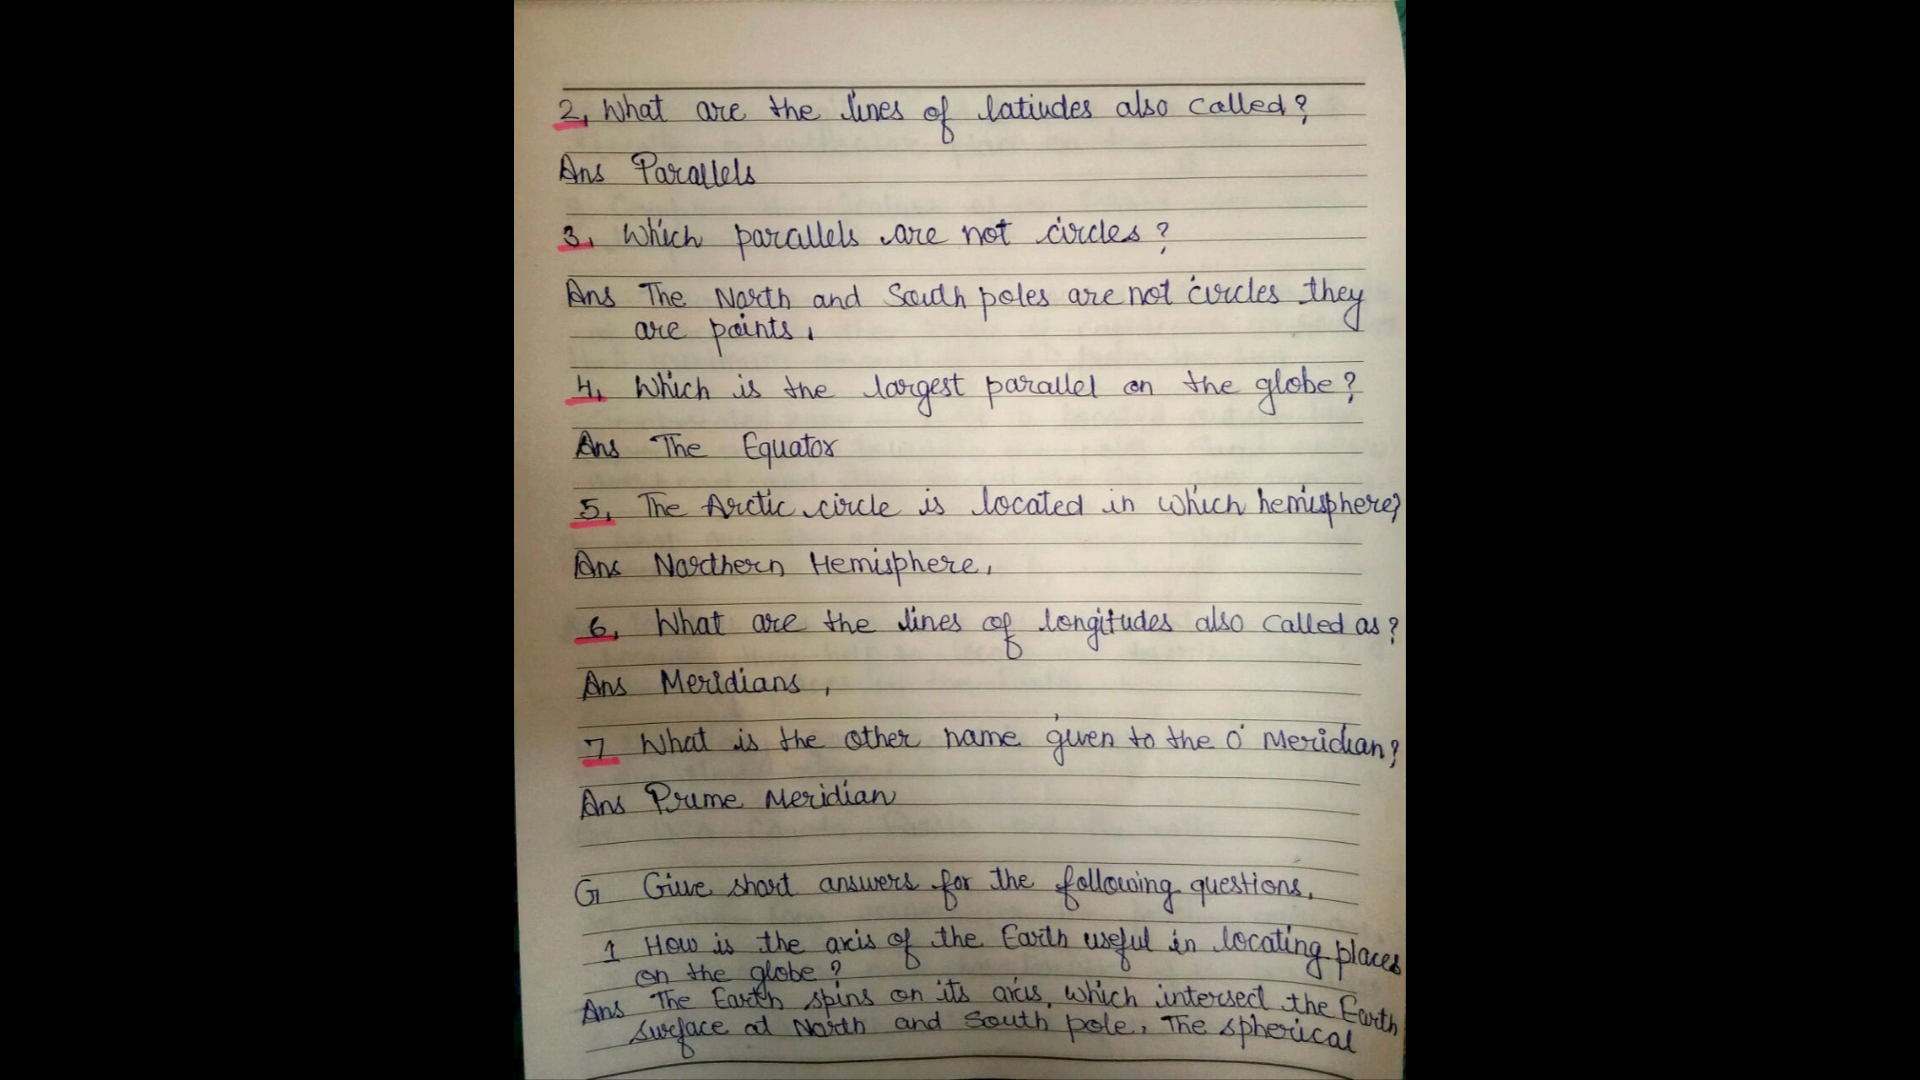 2, What are the lines of latiudes also called?
Ans Parallels
3, Which parallels are not circles?
Ans The North and South poles are not circles they
are points,
4, Which is the largest parallel on the globe?
Ans The Equator
5, The Arctic circle is located in which hemisphere?
Ans Northern Hemisphere,
6, What are the lines of longitudes also called as?
Ans Meridians,
7 What is the other name given to the 0° Meridian?
Ans Prime Meridian
G Give short answers for the following questions,
1 How is the axis of the Earth useful in locating places
on the globe?
Ans The Earth spins on its axis, which intersect the Earth
surface at North and South pole, The spherical